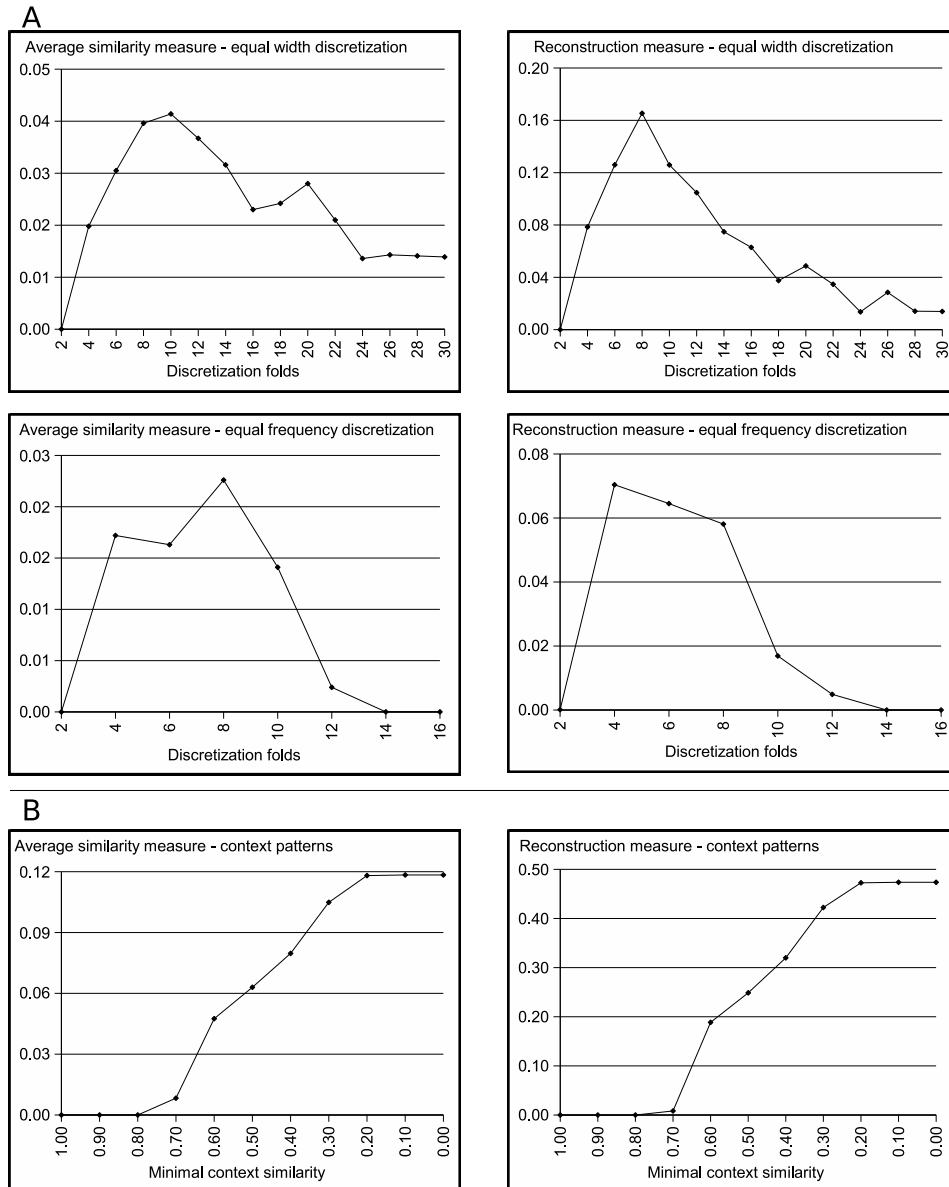 A
Average similarity measure - equal width discretization
0.05
0.04
0.03
0.02
0.01
0.00
2 4 6 8 10 12 14 16 18 20 22 24 26 28 30
Discretization folds
Reconstruction measure - equal width discretization
0.20
0.16
0.12
0.08
0.04
0.00
2 4 6 8 10 12 14 16 18 20 22 24 26 28 30
Discretization folds
Average similarity measure - equal frequency discretization
0.03
0.02
0.02
0.01
0.01
0.00
2 4 6 8 10 12 14 16
Discretization folds
Reconstruction measure - equal frequency discretization
0.08
0.06
0.04
0.02
0.00
2 4 6 8 10 12 14 16
Discretization folds
B
Average similarity measure - context patterns
0.12
0.09
0.06
0.03
0.00
1.00 0.90 0.80 0.70 0.60 0.50 0.40 0.30 0.20 0.10 0.00
Minimal context similarity
Reconstruction measure - context patterns
0.50
0.40
0.30
0.20
0.10
0.00
1.00 0.90 0.80 0.70 0.60 0.50 0.40 0.30 0.20 0.10 0.00
Minimal context similarity